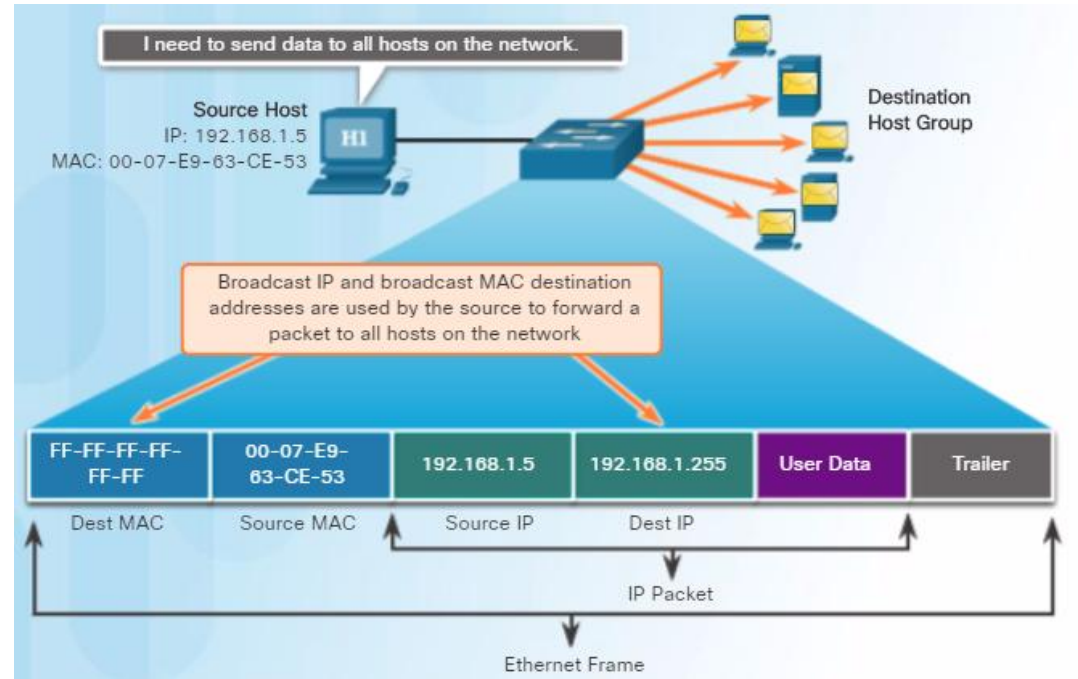 I need to send data to all hosts on the network.
Source Host
IP: 192.168.1.5
MAC: 00-07-E9-63-CE-53
H1
Destination
Host Group
Broadcast IP and broadcast MAC destination
addresses are used by the source to forward a
packet to all hosts on the network
FF-FF-FF-FF-
FF-FF
00-07-E9-
63-CE-53
192.168.1.5
192.168.1.255
User Data
Trailer
Dest MAC
Source MAC
Source IP
Dest IP
IP Packet
Ethernet Frame